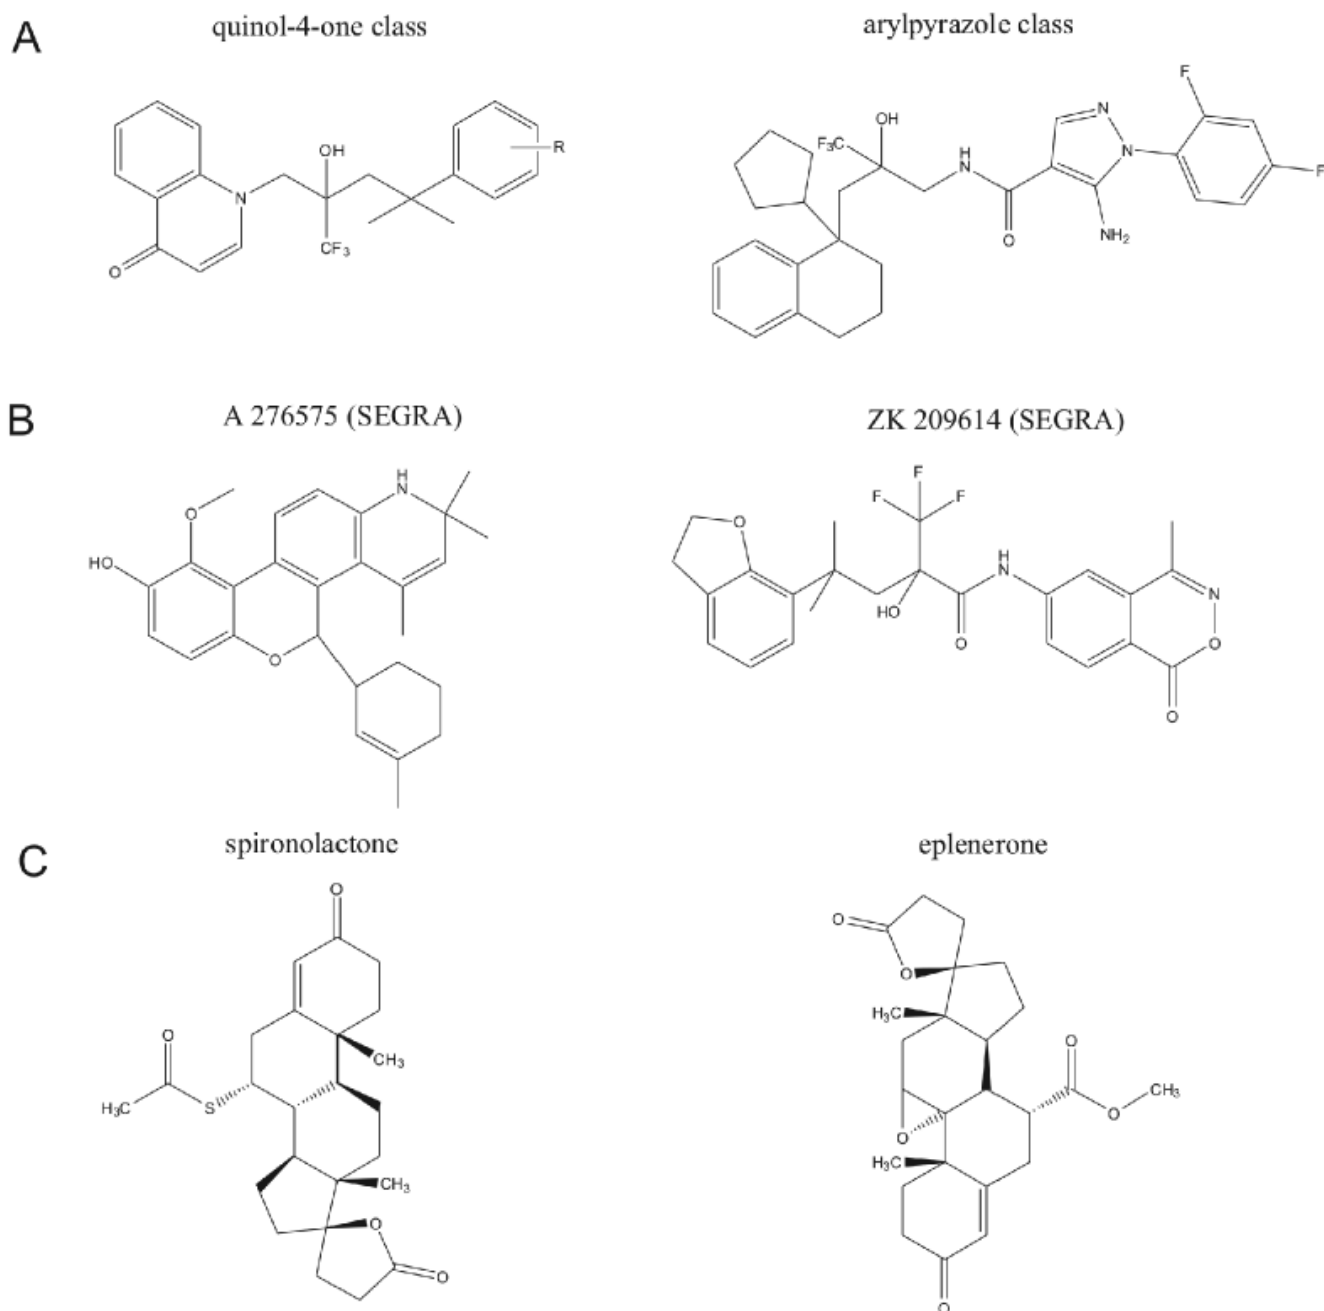 A
quinol-4-one class
arylpyrazole class
OH
N
CF3
O
R
OH
F3C
H
N
O
N
N
NH2
F
F
B
A 276575 (SEGRA)
ZK 209614 (SEGRA)
O
HO
H
N
O
F
F
F
O
HO
H
N
O
N
O
O
C
spironolactone
eplenerone
O
O
H3C
S
CH3
CH3
O
O
O
O
H3C
O
O
CH3
O
H3C
O